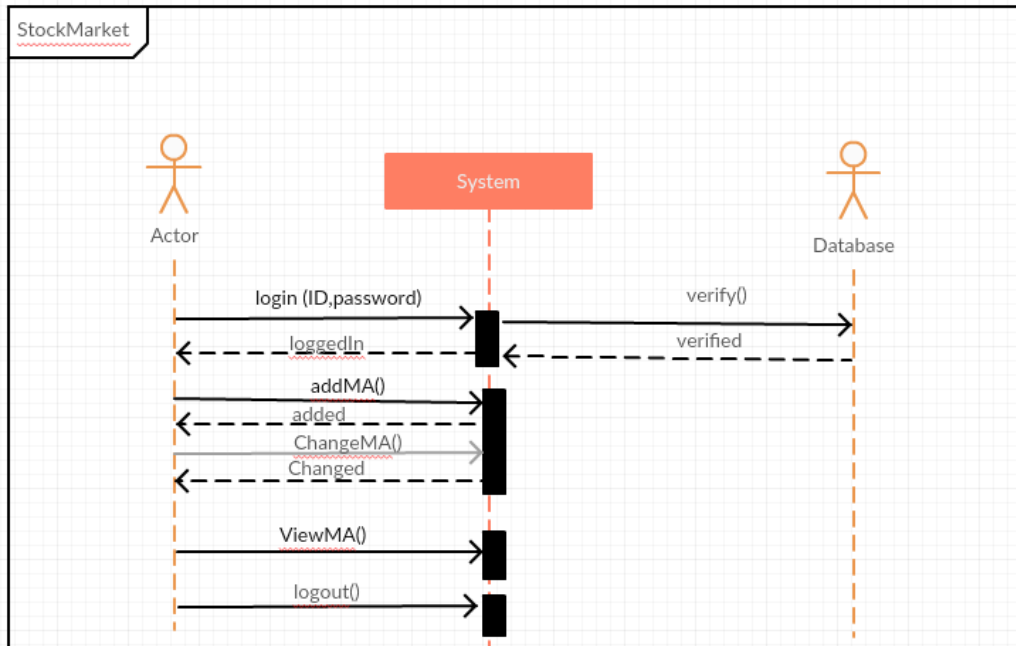 StockMarket
System
Actor
Database
login (ID,password)
verify()
loggedIn
verified
addMA()
added
ChangeMA()
Changed
ViewMA()
logout()